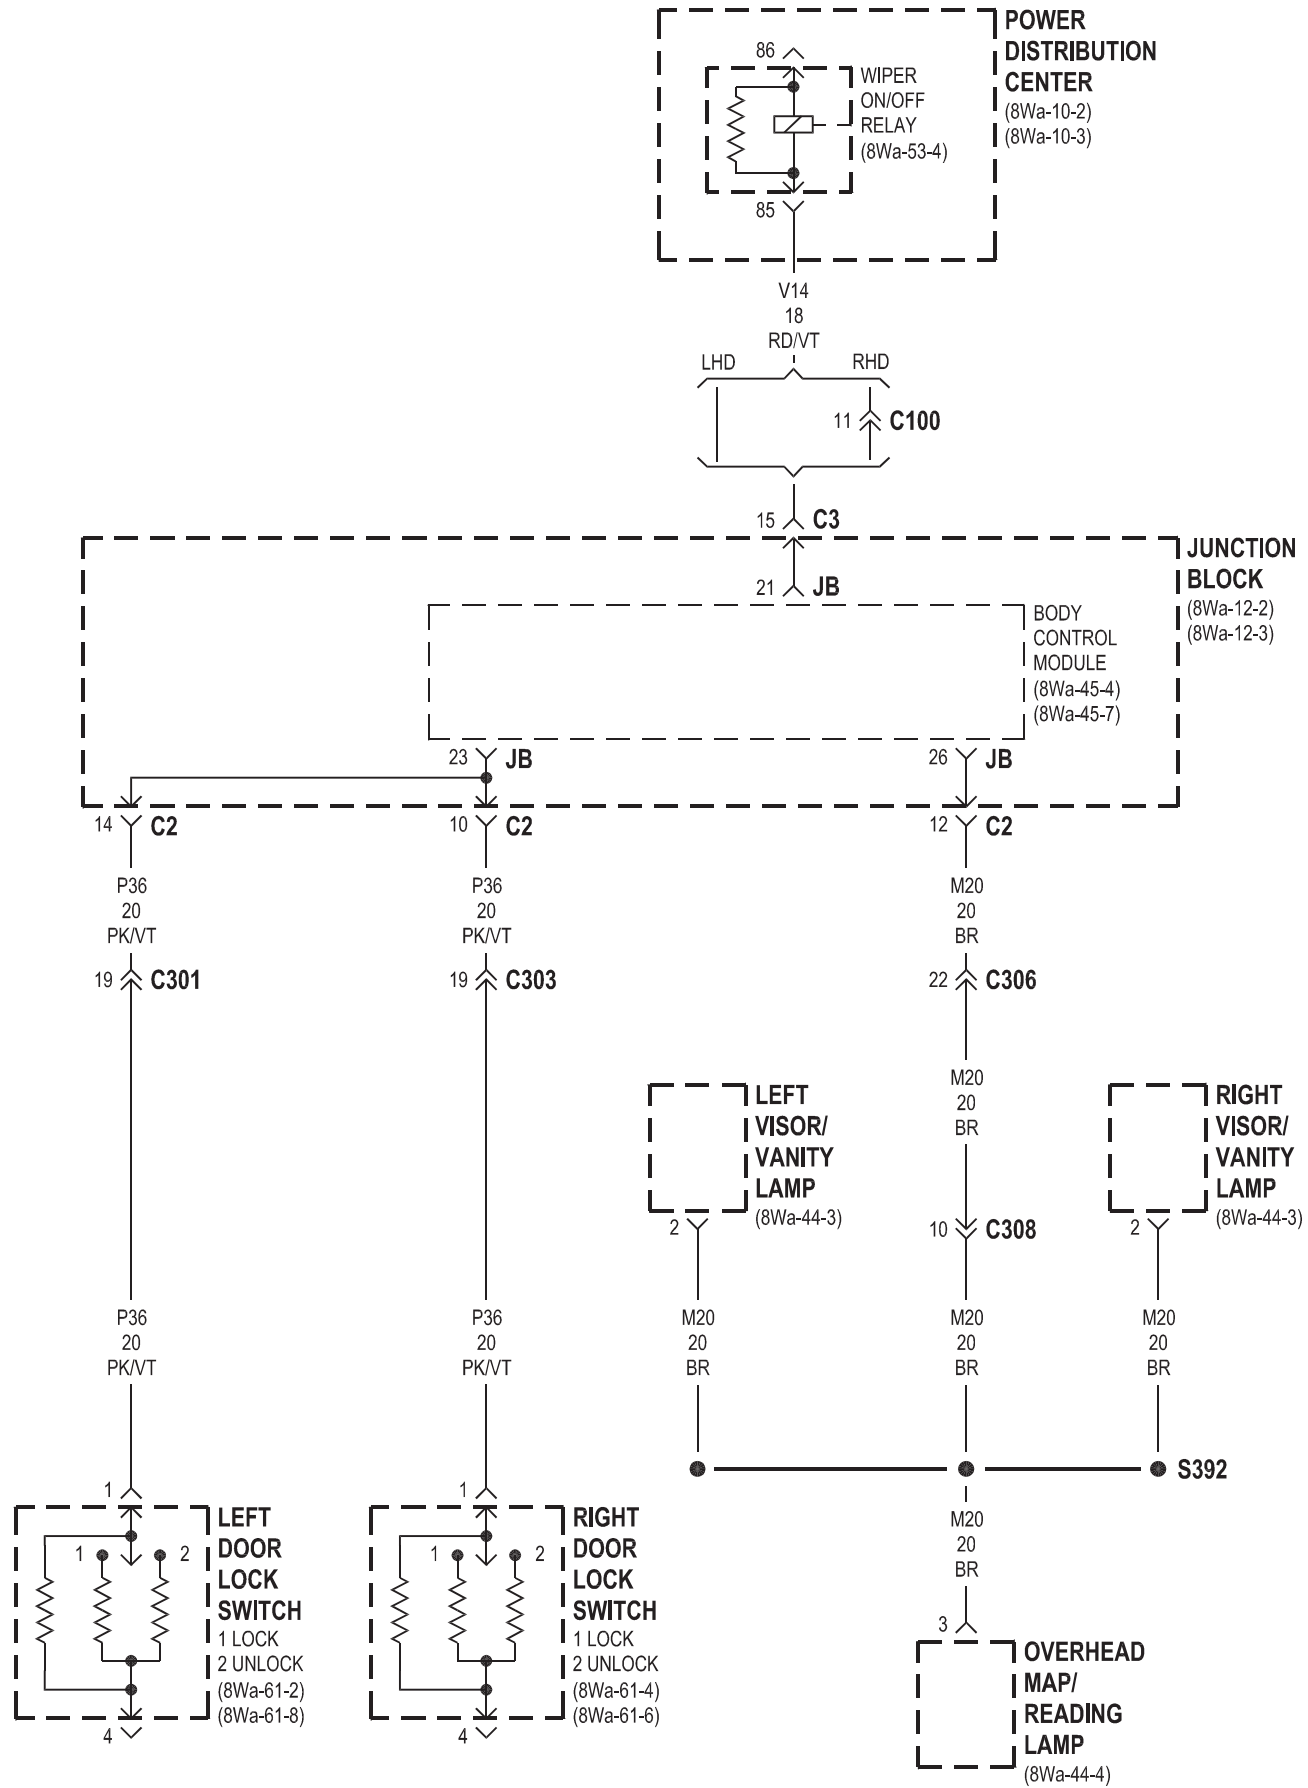 POWER
DISTRIBUTION
CENTER
(8Wa-10-2)
(8Wa-10-3)
86
WIPER
ON/OFF
RELAY
(8Wa-53-4)
85
V14
18
RD/VT
LHD
RHD
11
C100
15
C3
JUNCTION
BLOCK
(8Wa-12-2)
(8Wa-12-3)
21
JB
BODY
CONTROL
MODULE
(8Wa-45-4)
(8Wa-45-7)
23
JB
26
JB
14
C2
10
C2
12
C2
P36
20
PK/VT
P36
20
PK/VT
M20
20
BR
19
C301
19
C303
22
C306
M20
20
BR
LEFT
VISOR/
VANITY
LAMP
(8Wa-44-3)
2
RIGHT
VISOR/
VANITY
LAMP
(8Wa-44-3)
2
10
C308
P36
20
PK/VT
P36
20
PK/VT
M20
20
BR
M20
20
BR
M20
20
BR
S392
1
LEFT
DOOR
LOCK
SWITCH
1 LOCK
2 UNLOCK
(8Wa-61-2)
(8Wa-61-8)
1
2
4
1
RIGHT
DOOR
LOCK
SWITCH
1 LOCK
2 UNLOCK
(8Wa-61-4)
(8Wa-61-6)
1
2
4
M20
20
BR
3
OVERHEAD
MAP/
READING
LAMP
(8Wa-44-4)